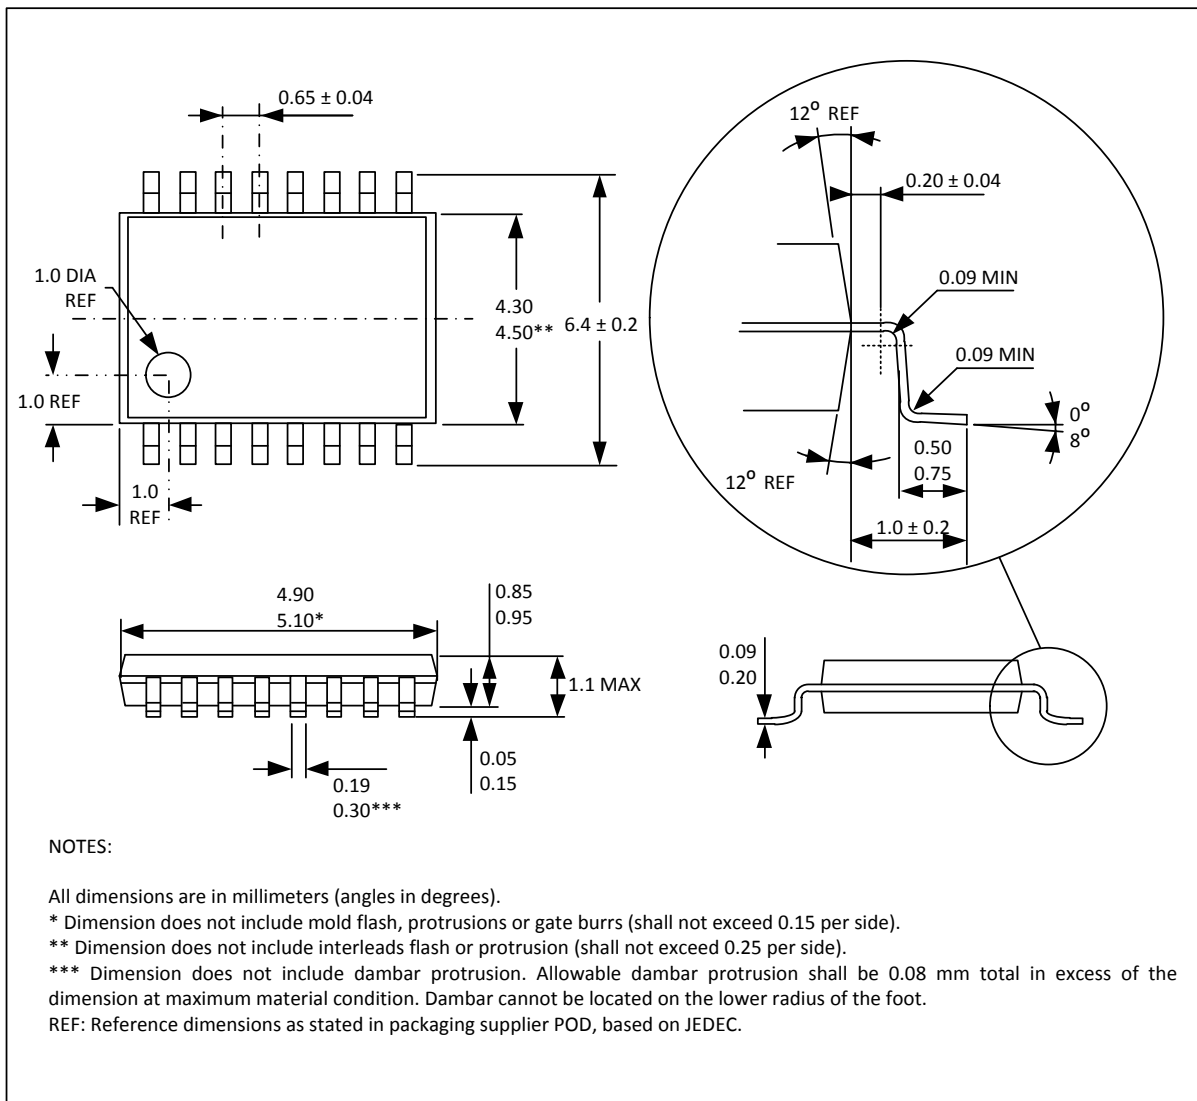 0.65 ± 0.04
12° REF
0.20 ± 0.04
1.0 DIA
REF
0.09 MIN
4.30
4.50**
6.4 ± 0.2
0.09 MIN
1.0 REF
0°
8°
0.50
0.75
12° REF
1.0
REF
1.0 ± 0.2
4.90
5.10*
0.85
0.95
0.09
0.20
1.1 MAX
0.05
0.15
0.19
0.30***
NOTES:
All dimensions are in millimeters (angles in degrees).
* Dimension does not include mold flash, protrusions or gate burrs (shall not exceed 0.15 per side).
** Dimension does not include interleads flash or protrusion (shall not exceed 0.25 per side).
*** Dimension does not include dambar protrusion. Allowable dambar protrusion shall be 0.08 mm total in excess of the
dimension at maximum material condition. Dambar cannot be located on the lower radius of the foot.
REF: Reference dimensions as stated in packaging supplier POD, based on JEDEC.